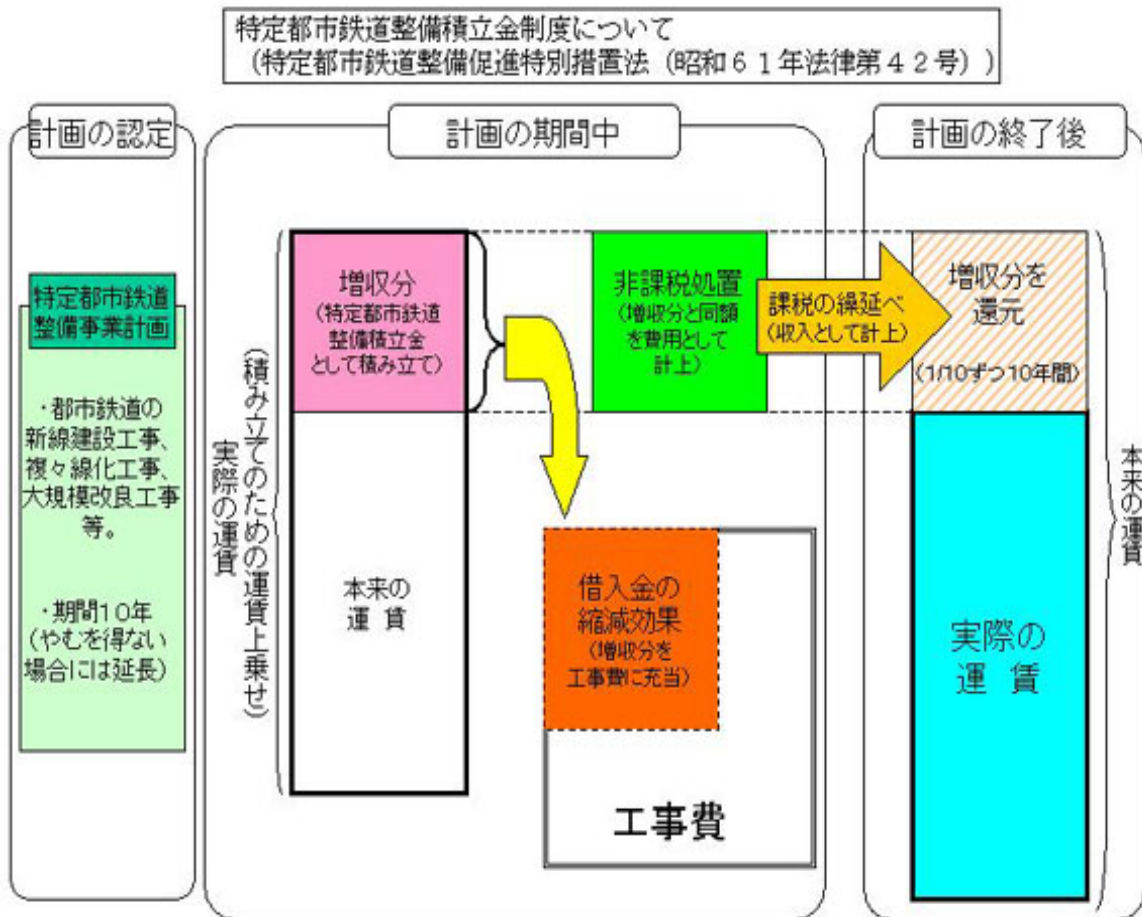 特定都市鉄道整備積立金制度について
(特定都市鉄道整備促進特別措置法(昭和61年法律第42号))
計画の認定
特定都市鉄道
整備事業計画
・都市鉄道の
新線建設工事、
複々線化工事、
大規模改良工事
等。
・期間10年
(やむを得ない
場合には延長)
計画の期間中
実際の運賃
(積み立てのための運賃上乗せ)
増収分
(特定都市鉄道
整備積立金
として積み立て)
本来の
運 賃
非課税処置
(増収分と同額
を費用として
計上)
課税の繰延べ
(収入として計上)
借入金の
縮減効果
(増収分を
工事費に充当)
工事費
計画の終了後
増収分を
還元
(1/10ずつ10年間)
実際の
運 賃
本来の運賃